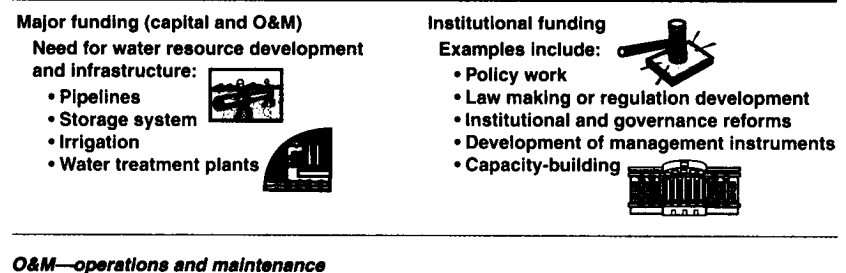 Major funding (capital and O&M)
Need for water resource development
and infrastructure:
• Pipelines
• Storage system
• Irrigation
• Water treatment plants
Institutional funding
Examples include:
• Policy work
• Law making or regulation development
• Institutional and governance reforms
• Development of management instruments
• Capacity-building
O&M—operations and maintenance